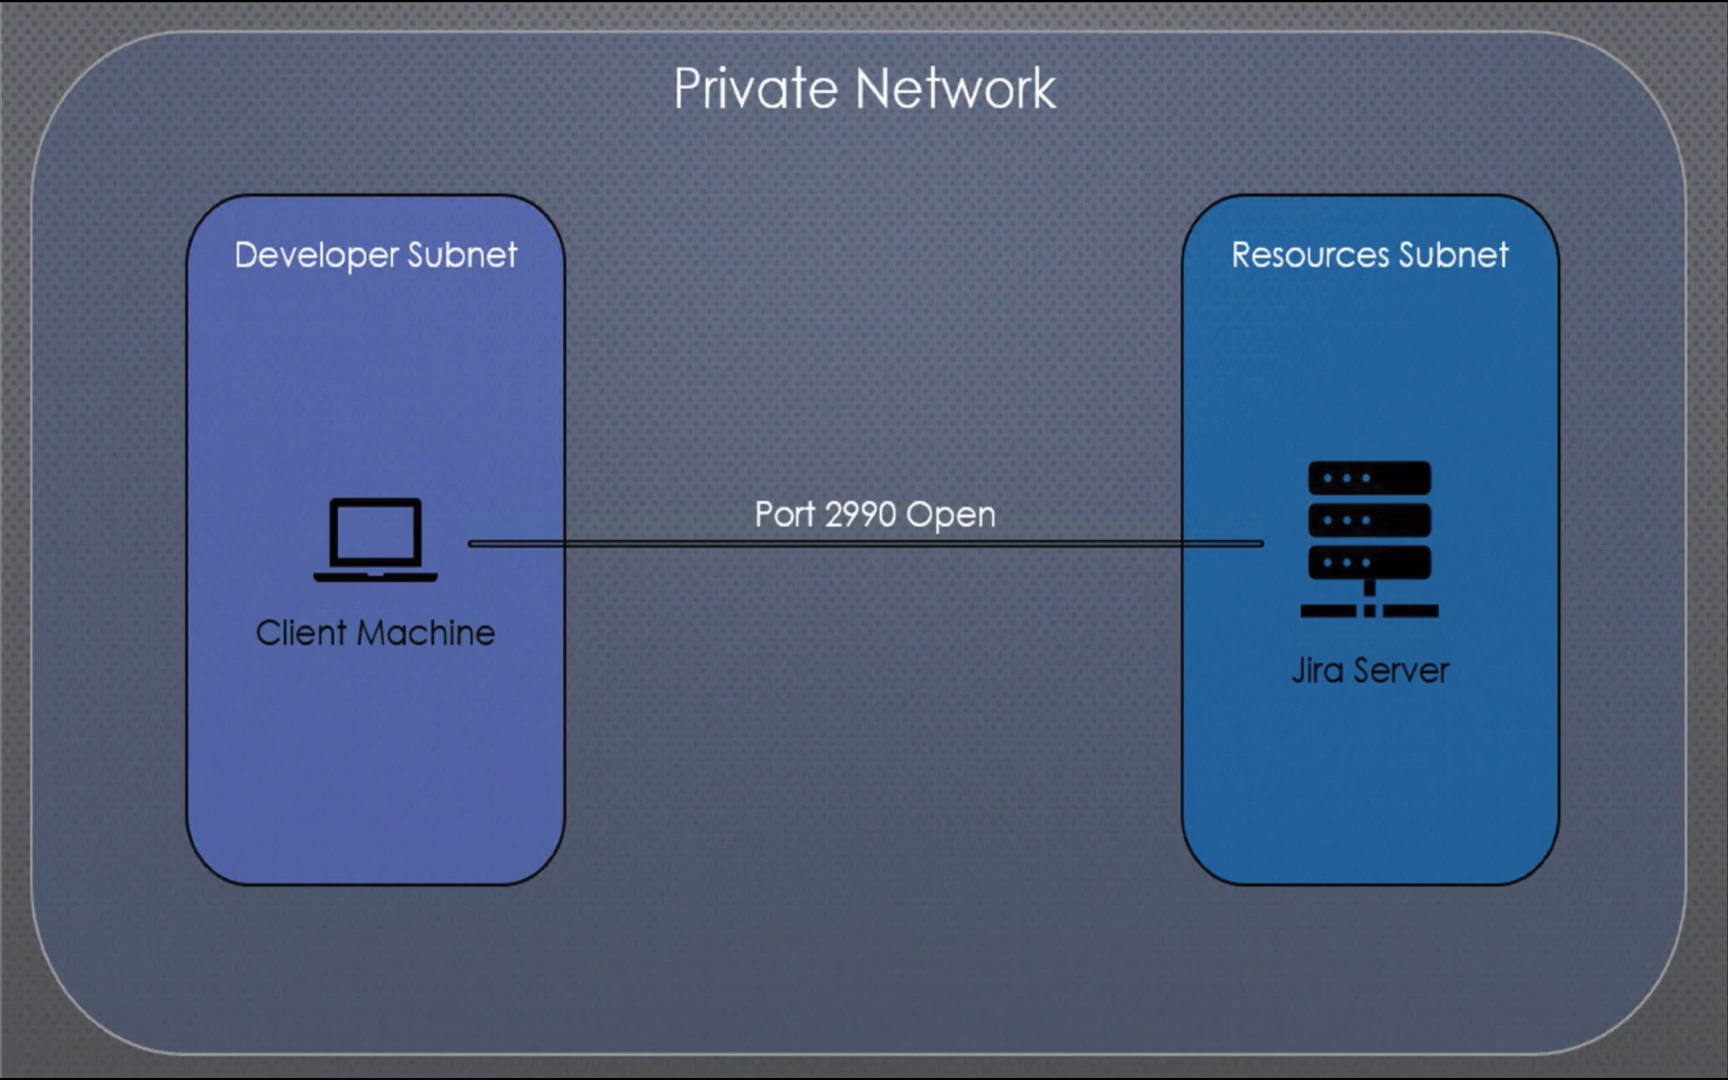 Private Network
Developer Subnet
Resources Subnet
Port 2990 Open
Client Machine
Jira Server